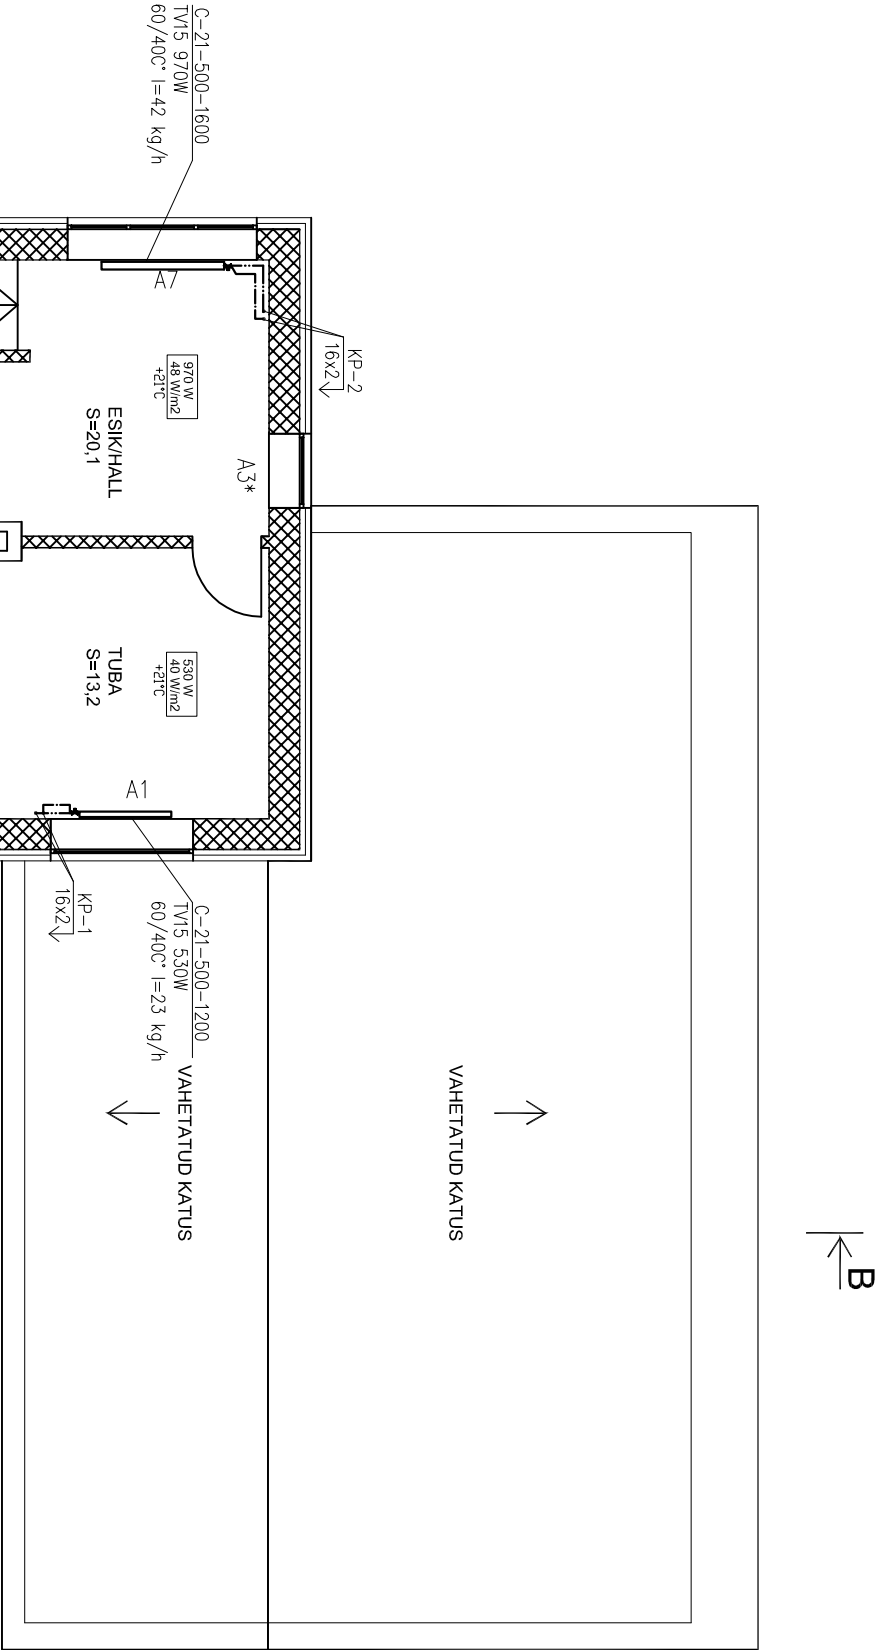 C-21-500-1600
TV15 970W
60/40C° l=42 kg/h
A7
KP-2
16x2
970 W
48 W/m2
+21°C
ESIK/HALL
S=20,1
A3*
530 W
40 W/m2
+21°C
TUBA
S=13,2
A1
KP-1
16x2
C-21-500-1200
TV15 530W
60/40C° l=23 kg/h
VAHETATUD KATUS
VAHETATUD KATUS
B